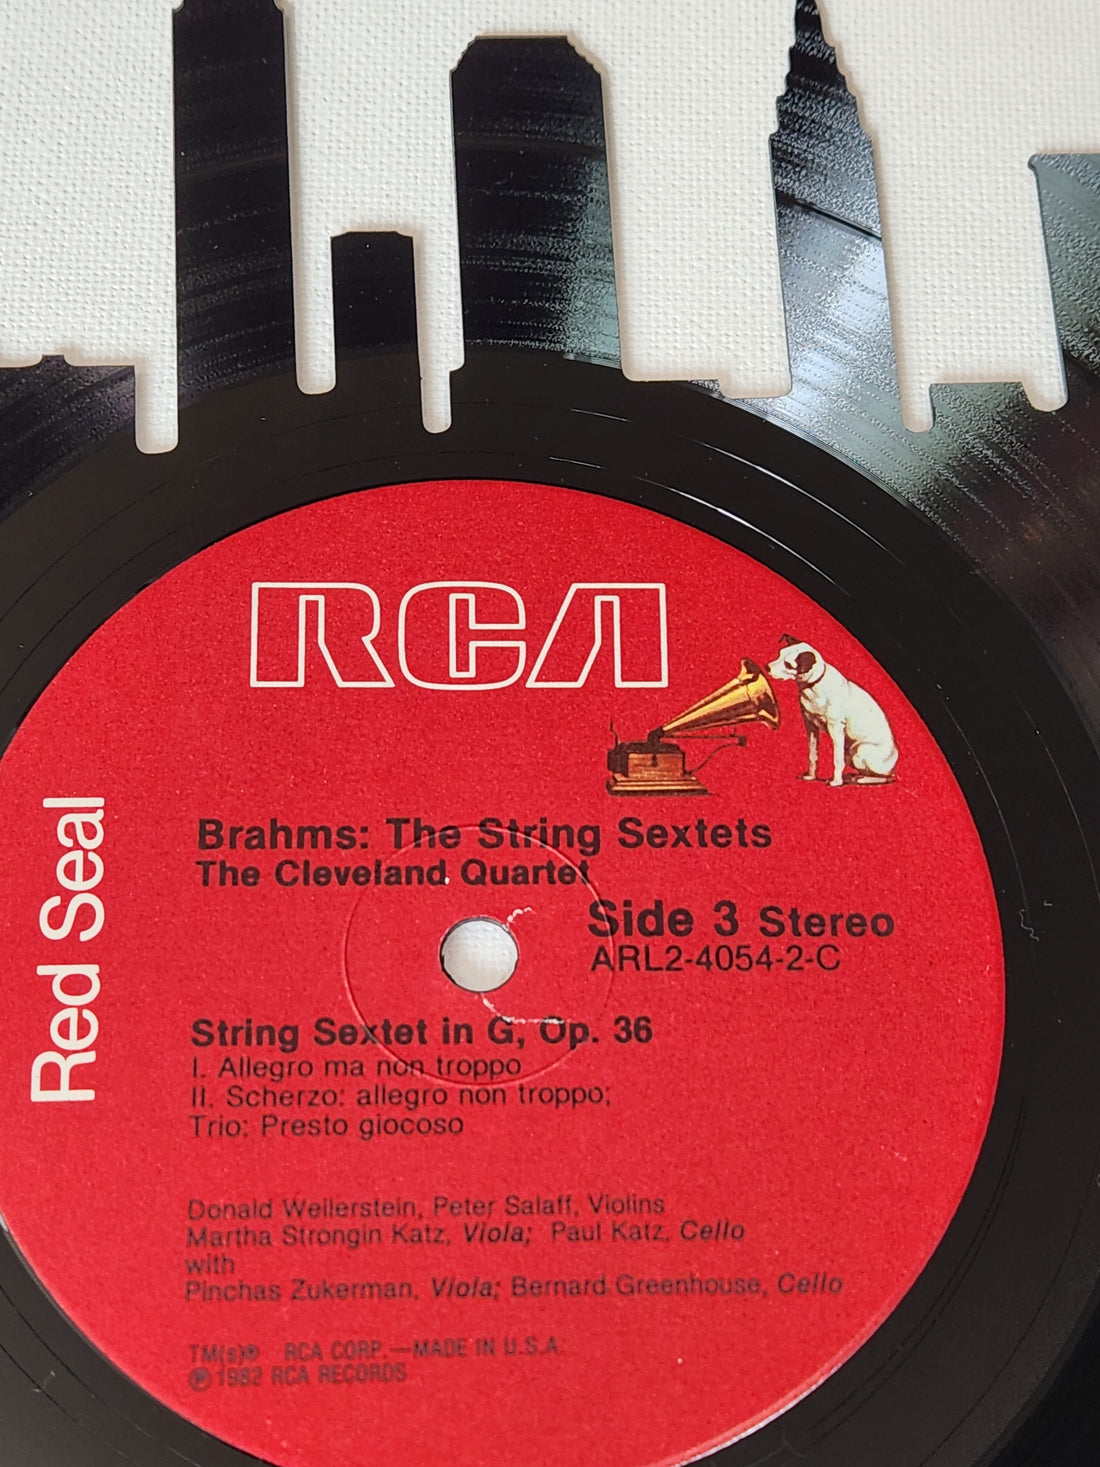 RCA
Red Seal
Brahms: The String Sextets
The Cleveland Quartet
Side 3 Stereo
ARL2-4054-2-C
String Sextet in G, Op. 36
I. Allegro ma non troppo
II. Scherzo: allegro non troppo;
Trio: Presto giocoso
Donald Weilerstein, Peter Salaff, Violins
Martha Strongin Katz, Viola; Paul Katz, Cello
with
Pinchas Zukerman, Viola; Bernard Greenhouse, Cello
TM(s)® RCA CORP.—MADE IN U.S.A.
℗ 1982 RCA RECORDS